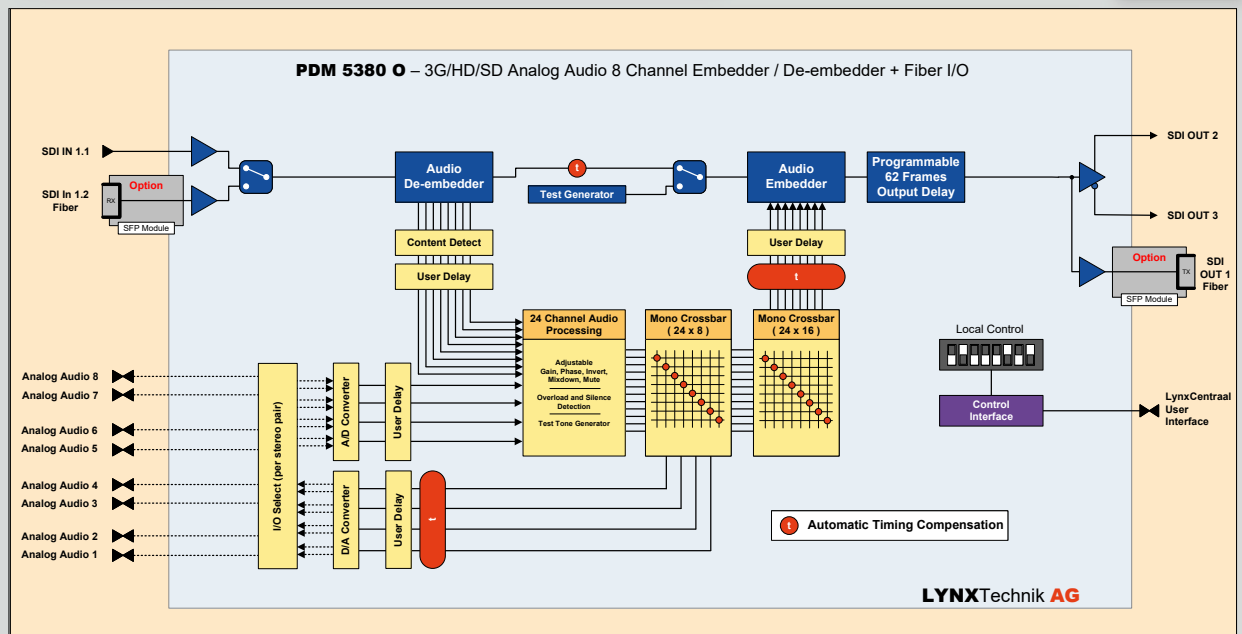 PDM 5380 O – 3G/HD/SD Analog Audio 8 Channel Embedder / De-embedder + Fiber I/O
SDI IN 1.1
SDI In 1.2
Fiber
Option
RX
SFP Module
Audio
De-embedder
t
Test Generator
Audio
Embedder
Programmable
62 Frames
Output Delay
SDI OUT 2
SDI OUT 3
Option
TX
SFP Module
SDI
OUT 1
Fiber
Content Detect
User Delay
User Delay
t
24 Channel Audio
Processing
Adjustable
Gain, Phase, Invert,
Mixdown, Mute
Overload and Silence
Detection
Test Tone Generator
Mono Crossbar
( 24 x 8 )
Mono Crossbar
( 24 x 16 )
Local Control
Control
Interface
LynxCentraal
User
Interface
Analog Audio 8
Analog Audio 7
Analog Audio 6
Analog Audio 5
Analog Audio 4
Analog Audio 3
Analog Audio 2
Analog Audio 1
I/O Select (per stereo pair)
A/D Converter
User Delay
D/A Converter
User Delay
t
t Automatic Timing Compensation
LYNXTechnik AG